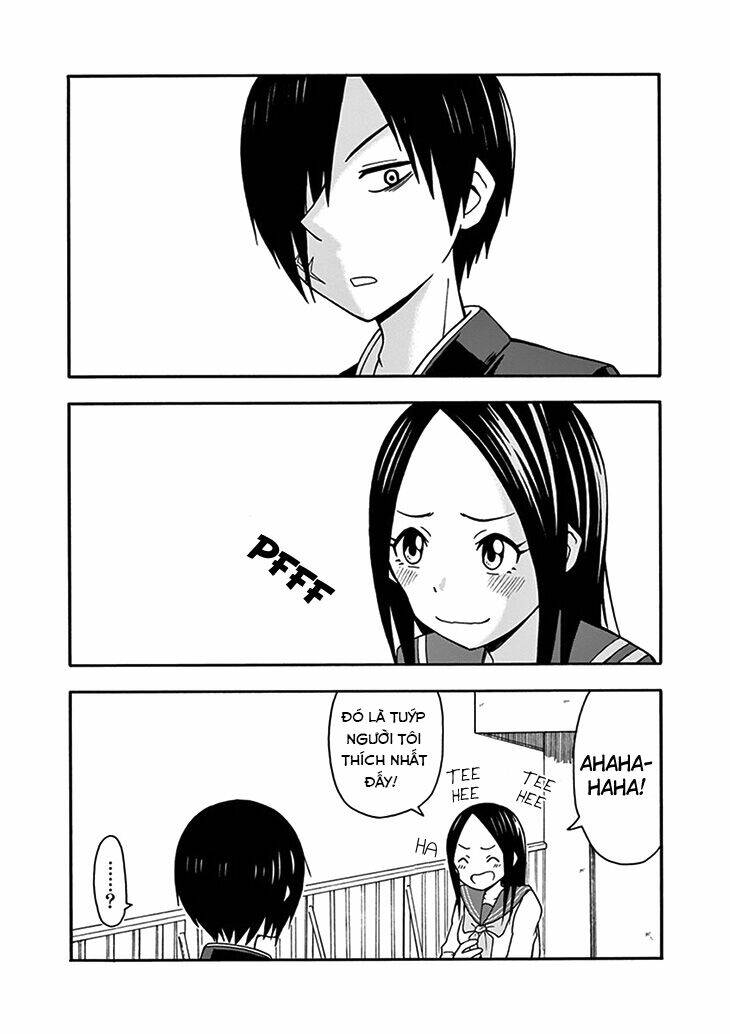 PFFF
AHAHA-
HAHA!
ĐÓ LÀ TUÝP
NGƯỜI TÔI
THÍCH NHẤT
ĐẤY!
TEE
HEE
TEE
HEE
HA
......?